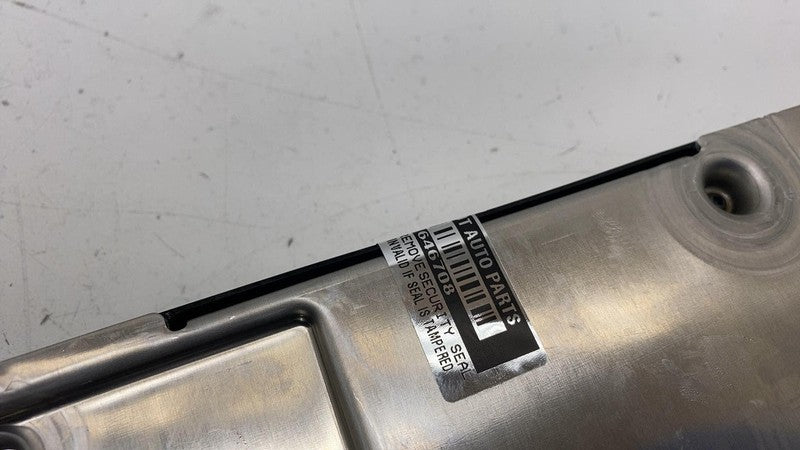 T AUTO PARTS
646708
REMOVE SECURITY SEAL
INVALID IF SEAL IS TAMPERED